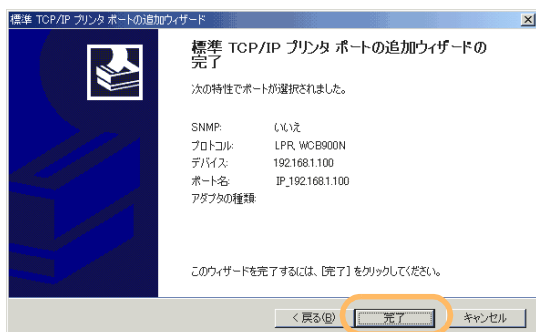 標準 TCP/IP プリンタ ポートの追加ウィザード
標準 TCP/IP プリンタ ポートの追加ウィザードの
完了
次の特性でポートが選択されました。
SNMP: いいえ
プロトコル: LPR, WCB900N
デバイス: 192.168.1.100
ポート名: IP_192.168.1.100
アダプタの種類:
このウィザードを完了するには、[完了] をクリックしてください。
< 戻る(B) 完了 キャンセル